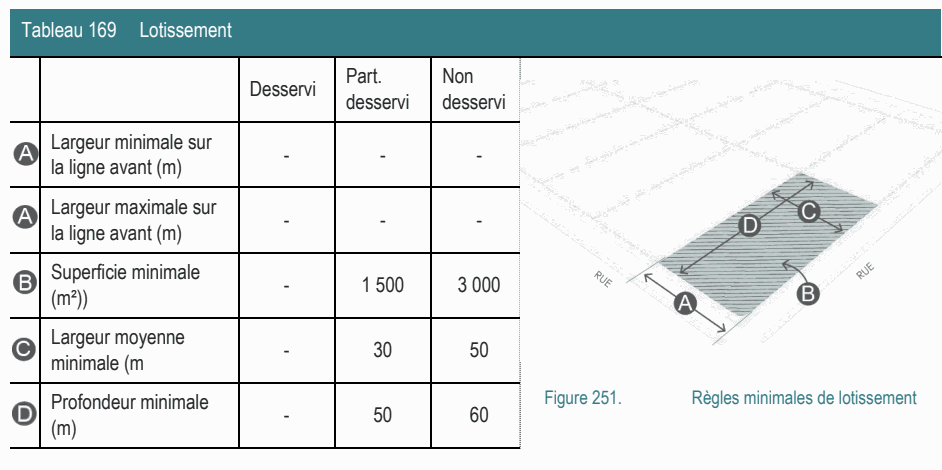 Tableau 169 Lotissement
Desservi
Part.
desservi
Non
desservi
A Largeur minimale sur
la ligne avant (m)
- - -
A Largeur maximale sur
la ligne avant (m)
- - -
B Superficie minimale
(m²))
- 1 500 3 000
C Largeur moyenne
minimale (m
- 30 50
D Profondeur minimale
(m)
- 50 60
C
D
A
B
RUE
RUE
Figure 251. Règles minimales de lotissement